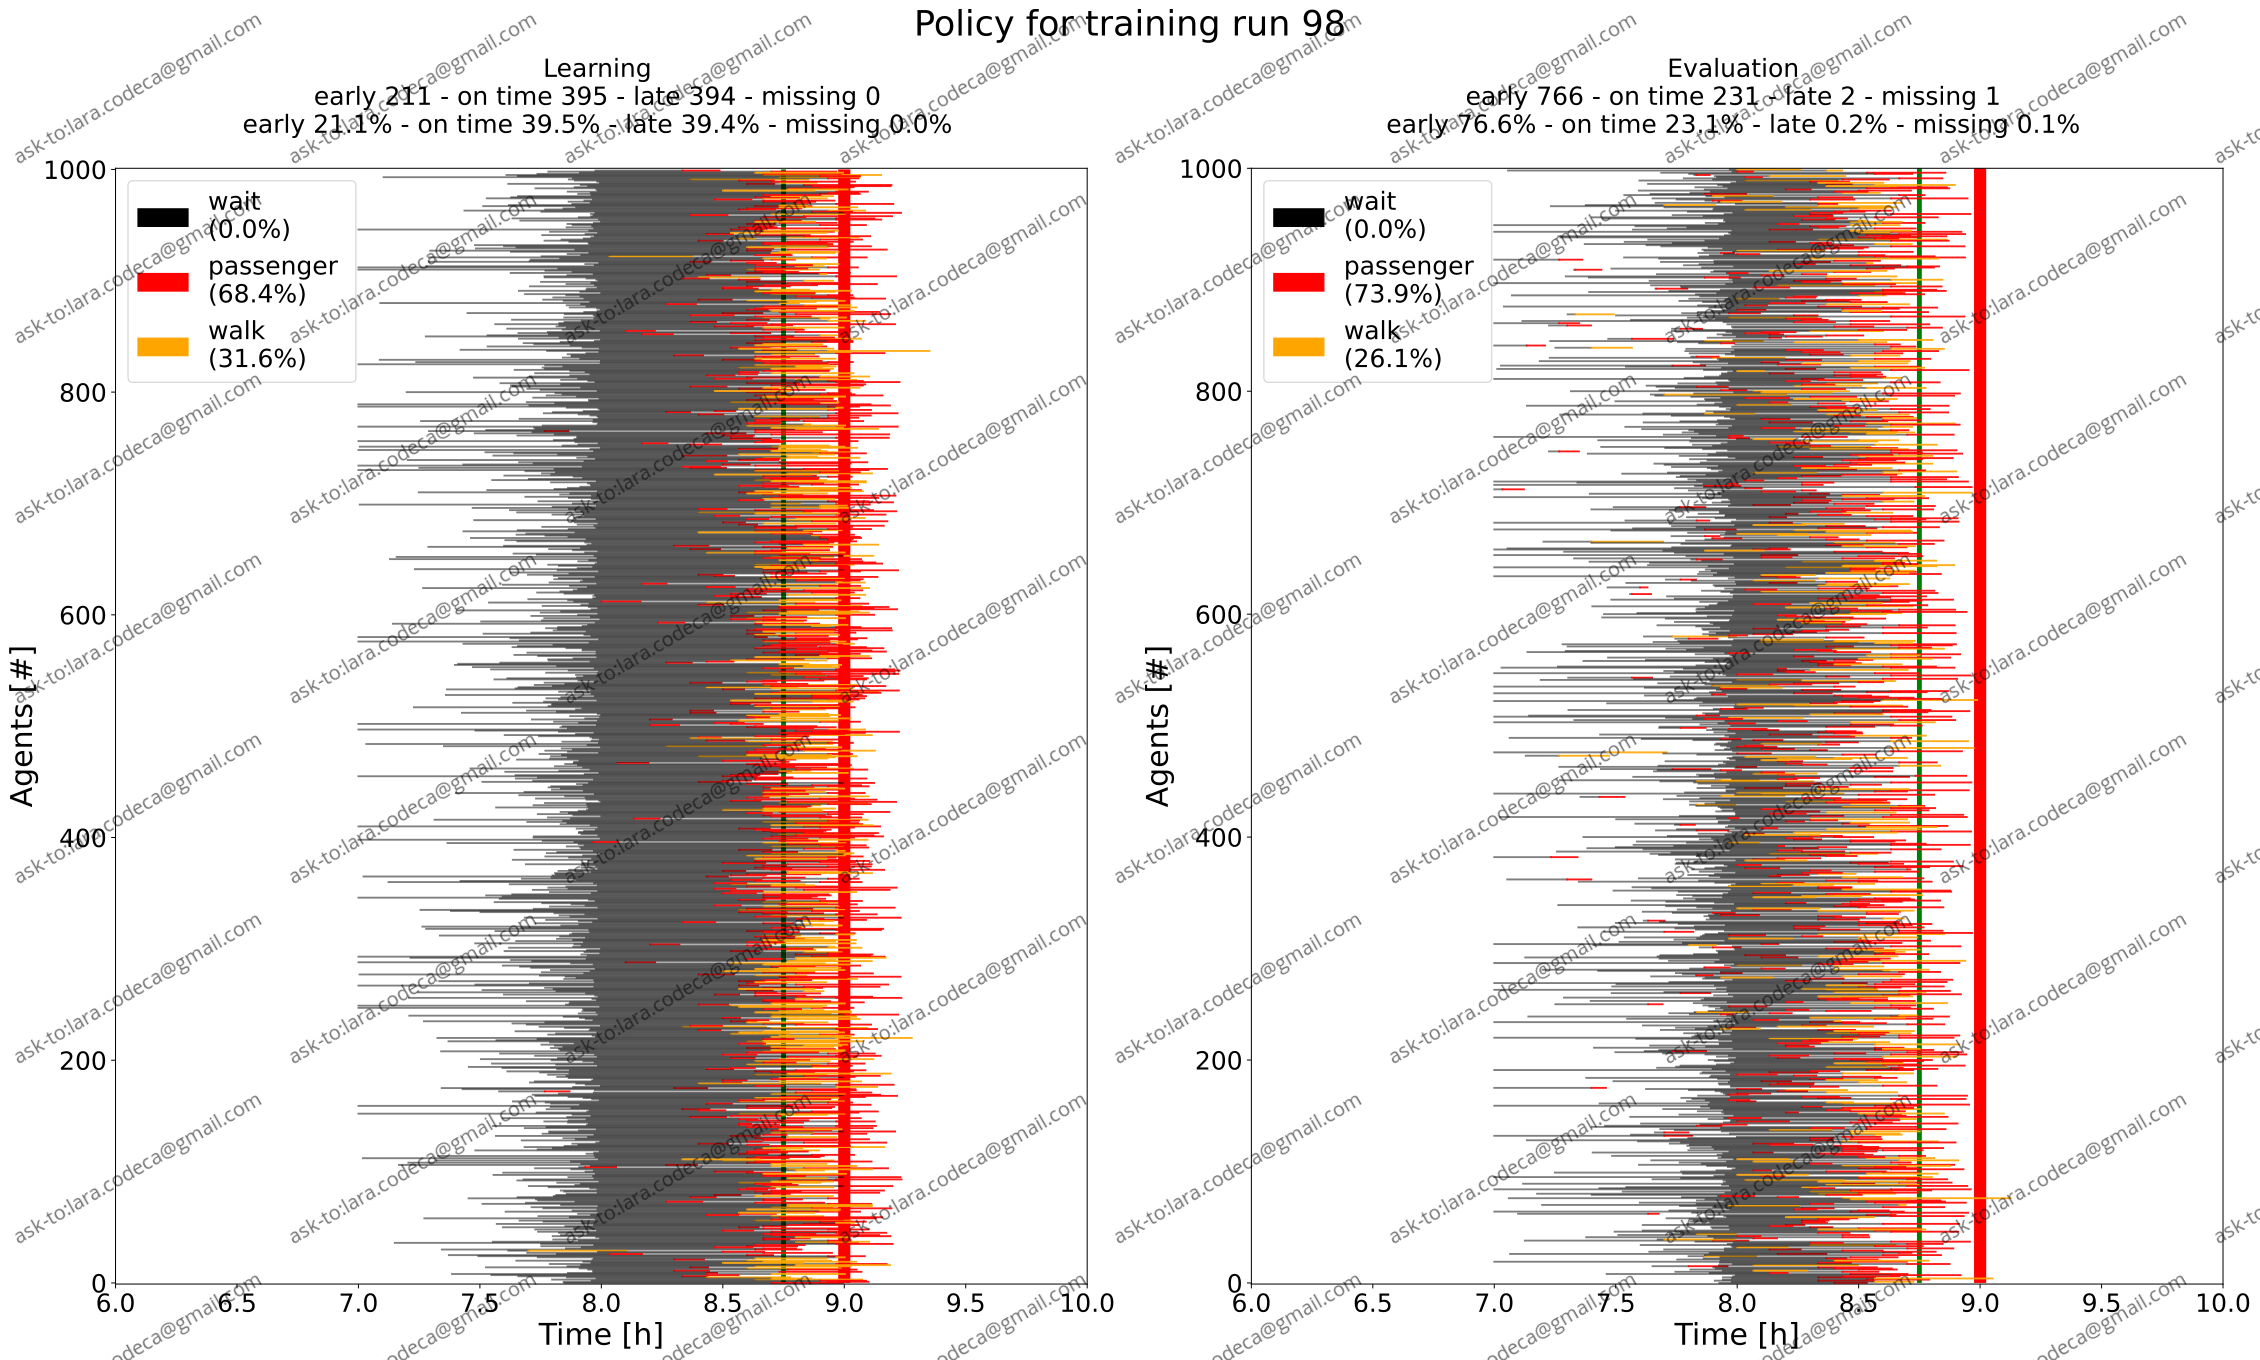 Policy for training run 98
Learning
early 211 - on time 395 - late 394 - missing 0
early 21.1% - on time 39.5% - late 39.4% - missing 0.0%
wait
(0.0%)
passenger
(68.4%)
walk
(31.6%)
Agents [#]
1000
800
600
400
200
0
6.0 6.5 7.0 7.5 8.0 8.5 9.0 9.5 10.0
Time [h]
Evaluation
early 766 - on time 231 - late 2 - missing 1
early 76.6% - on time 23.1% - late 0.2% - missing 0.1%
wait
(0.0%)
passenger
(73.9%)
walk
(26.1%)
Agents [#]
1000
800
600
400
200
0
6.0 6.5 7.0 7.5 8.0 8.5 9.0 9.5 10.0
Time [h]
ask-to:lara.codeca@gmail.com